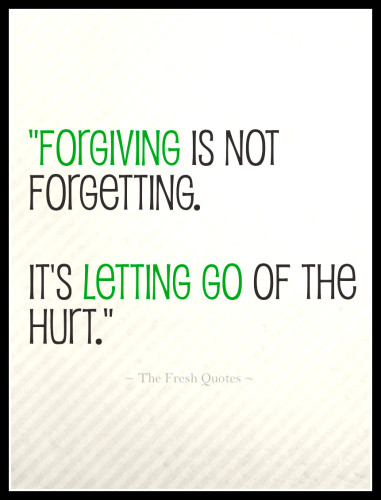 "Forgiving is not
forgetting.
It's letting go of the
hurt."
~ The Fresh Quotes ~